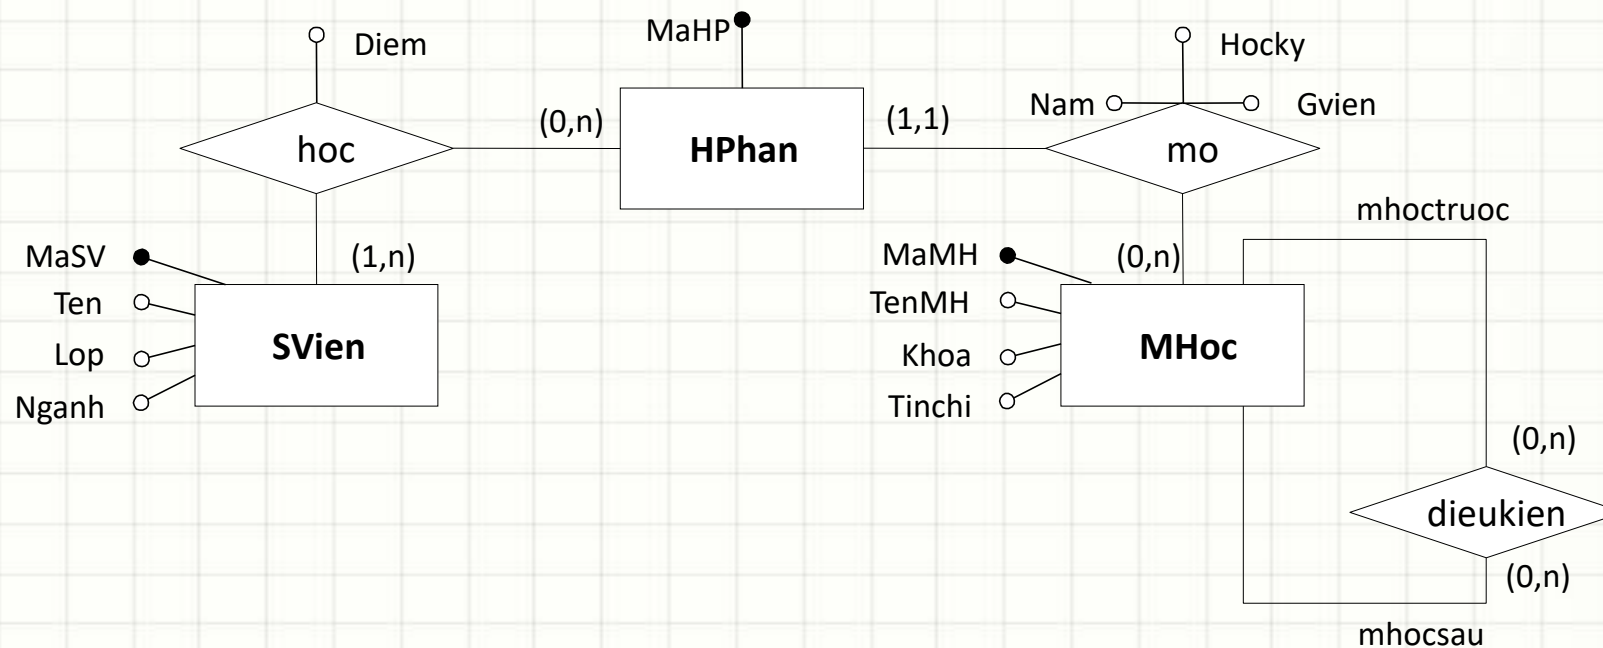 MaHP
Diem
Hocky
Nam
Gvien
(0,n)
(1,1)
hoc
HPhan
mo
mhoctruoc
MaSV
(1,n)
MaMH
(0,n)
Ten
TenMH
Lop
SVien
Khoa
MHoc
Nganh
Tinchi
(0,n)
dieukien
(0,n)
mhocsau